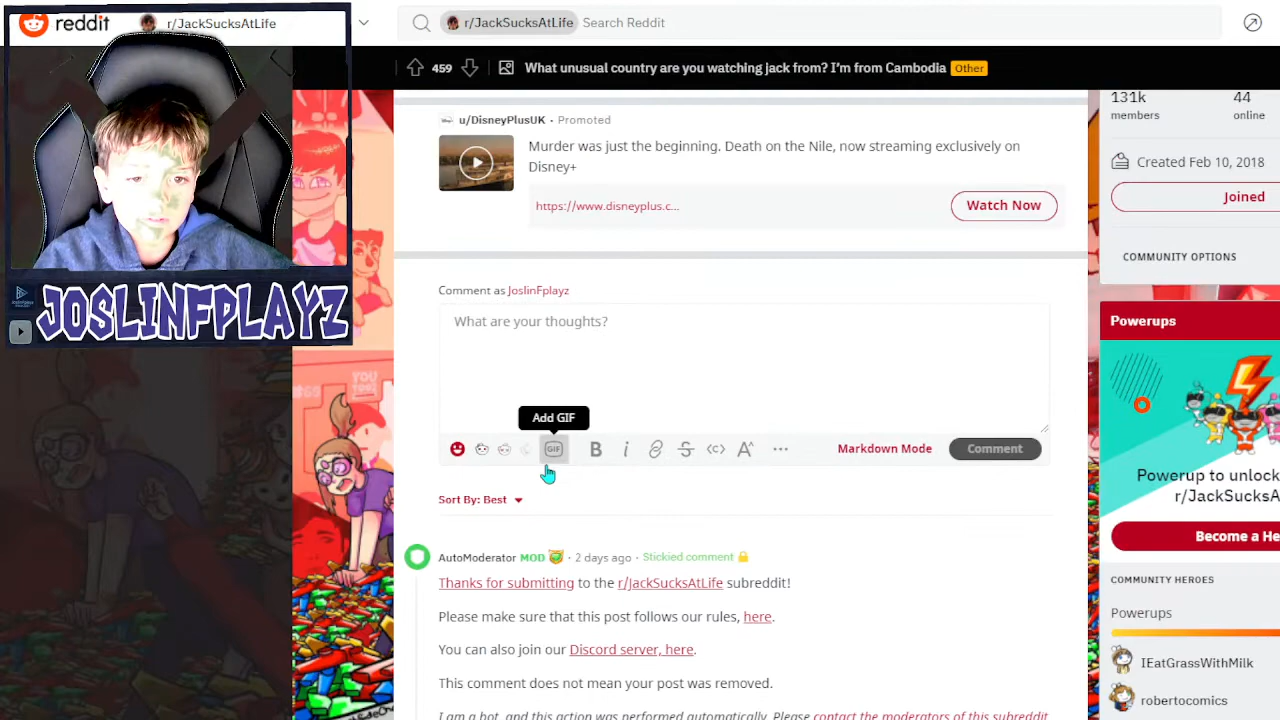 reddit
r/JackSucksAtLife
r/JackSucksAtLife
Search Reddit
459
What unusual country are you watching jack from? I'm from Cambodia
Other
131k
44
members
online
u/DisneyPlusUK • Promoted
Murder was just the beginning. Death on the Nile, now streaming exclusively on
Disney+
https://www.disneyplus.c...
Watch Now
Created Feb 10, 2018
Joined
COMMUNITY OPTIONS
JOSLINFPLAYZ
Comment as JoslinFplayz
What are your thoughts?
Add GIF
GIF
B
i
A
Markdown Mode
Comment
Sort By: Best
Powerups
Powerup to unlock
r/JackSucksA
Become a He
COMMUNITY HEROES
Powerups
IEatGrassWithMilk
robertocomics
YOU
TOOZ
AutoModerator MOD • 2 days ago • Stickied comment
Thanks for submitting to the r/JackSucksAtLife subreddit!
Please make sure that this post follows our rules, here.
You can also join our Discord server, here.
This comment does not mean your post was removed.
I am a bot, and this action was performed automatically. Please contact the moderators of this subreddit